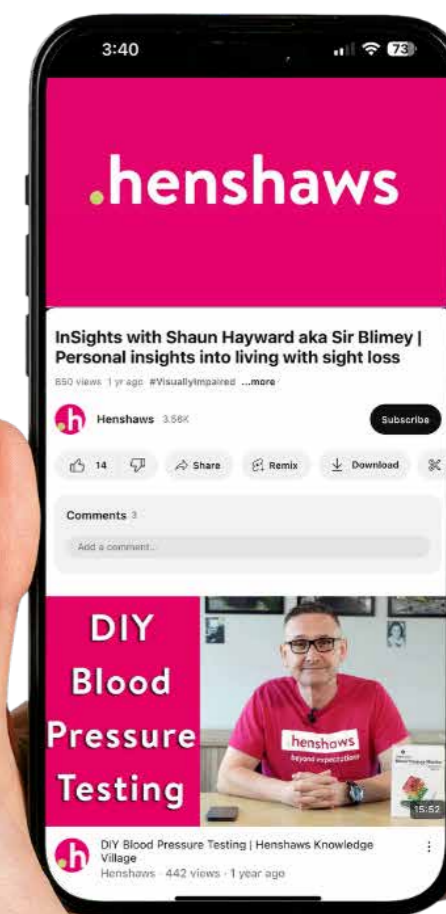 3:40
73
.henshaws
InSights with Shaun Hayward aka Sir Blimey |
Personal insights into living with sight loss
850 views 1 yr ago #VisuallyImpaired ...more
h Henshaws 3.56K Subscribe
14 Share Remix Download
Comments 3
Add a comment...
DIY
Blood
Pressure
Testing
henshaws
beyond expectations
15:52
h DIY Blood Pressure Testing | Henshaws Knowledge
Village
Henshaws · 442 views · 1 year ago